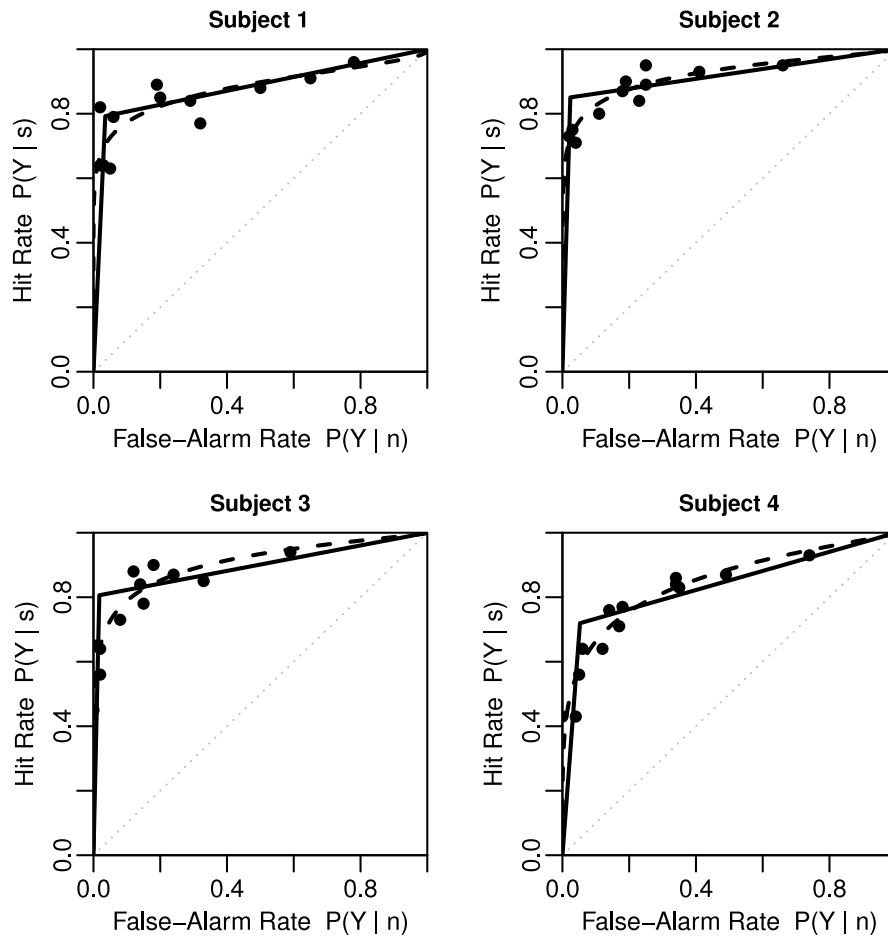 Subject 1
Hit Rate P(Y | s)
0.0 0.4 0.8
0.0 0.4 0.8
False−Alarm Rate P(Y | n)
Subject 2
Hit Rate P(Y | s)
0.0 0.4 0.8
0.0 0.4 0.8
False−Alarm Rate P(Y | n)
Subject 3
Hit Rate P(Y | s)
0.0 0.4 0.8
0.0 0.4 0.8
False−Alarm Rate P(Y | n)
Subject 4
Hit Rate P(Y | s)
0.0 0.4 0.8
0.0 0.4 0.8
False−Alarm Rate P(Y | n)